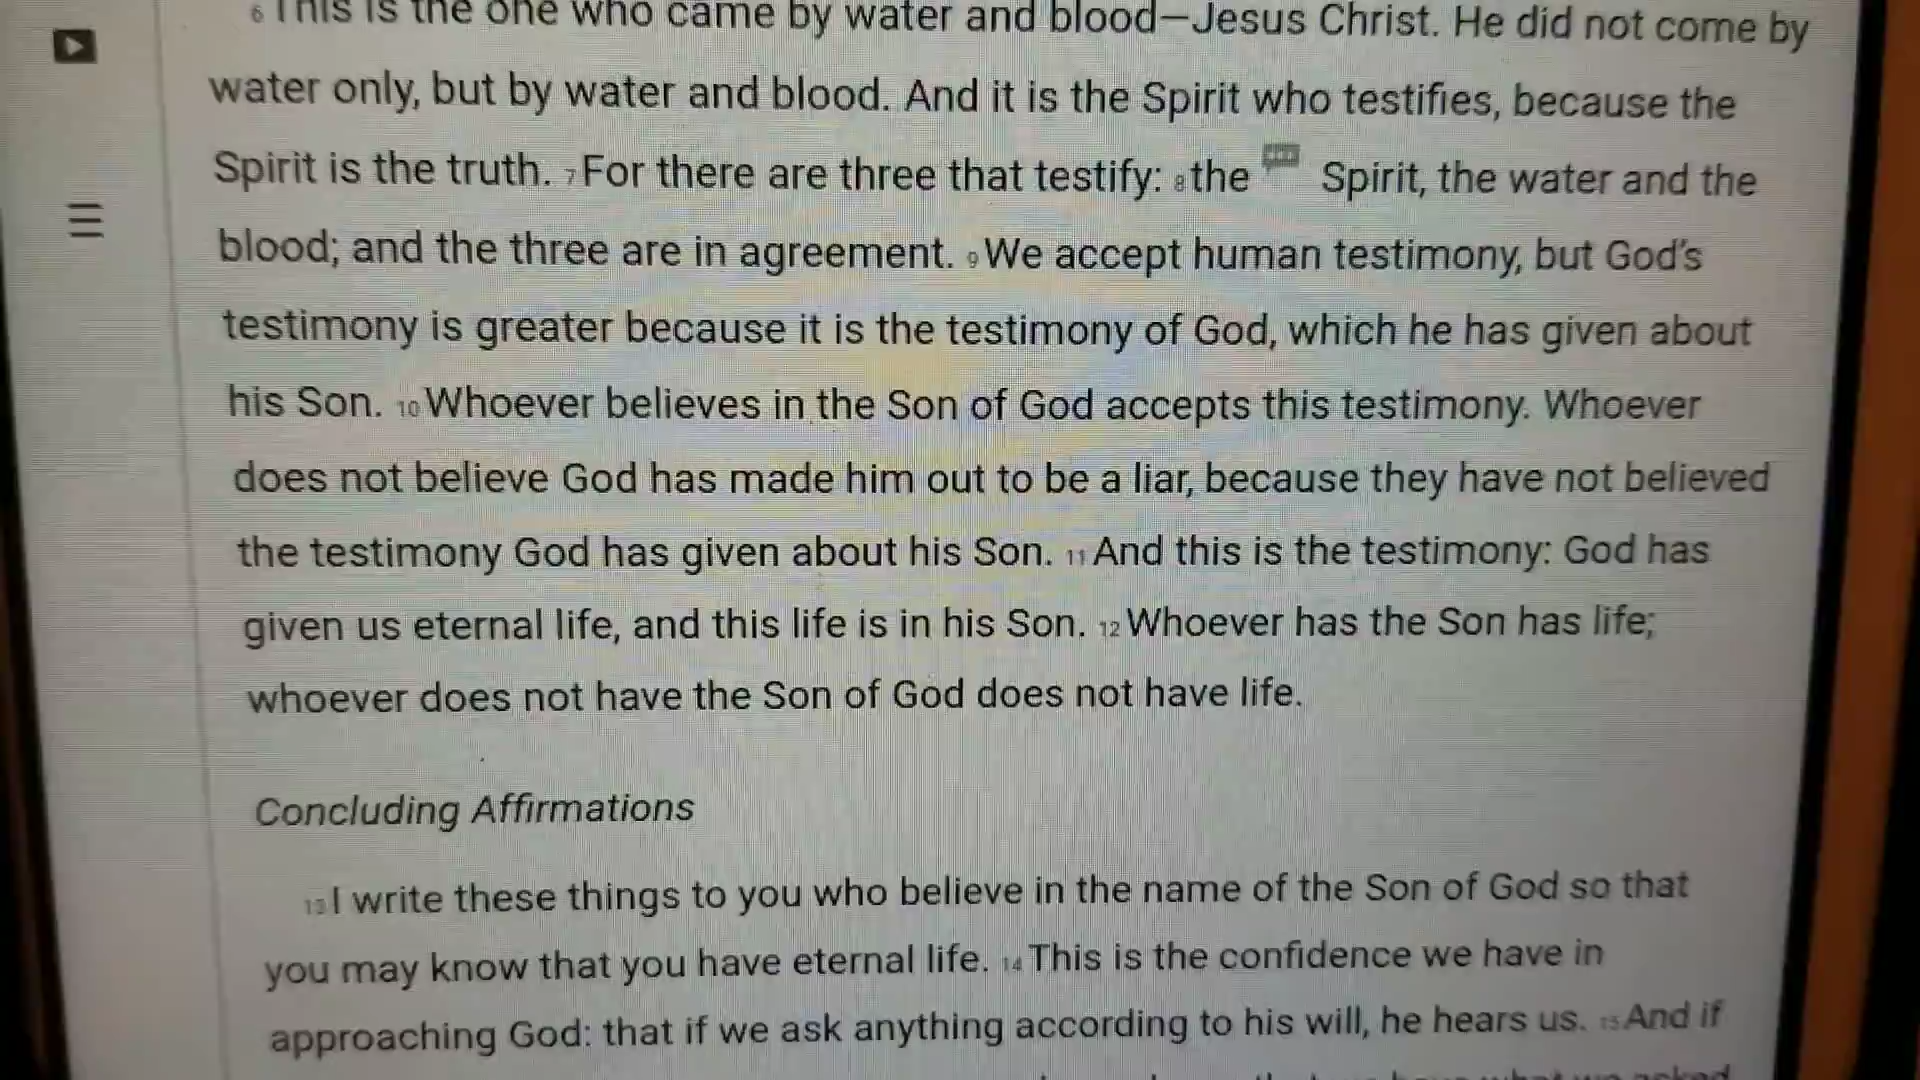 6 This is the one who came by water and blood—Jesus Christ. He did not come by
water only, but by water and blood. And it is the Spirit who testifies, because the
Spirit is the truth. 7 For there are three that testify: 8 the Spirit, the water and the
blood; and the three are in agreement. 9 We accept human testimony, but God's
testimony is greater because it is the testimony of God, which he has given about
his Son. 10 Whoever believes in the Son of God accepts this testimony. Whoever
does not believe God has made him out to be a liar, because they have not believed
the testimony God has given about his Son. 11 And this is the testimony: God has
given us eternal life, and this life is in his Son. 12 Whoever has the Son has life;
whoever does not have the Son of God does not have life.
Concluding Affirmations
13 I write these things to you who believe in the name of the Son of God so that
you may know that you have eternal life. 14 This is the confidence we have in
approaching God: that if we ask anything according to his will, he hears us. 15 And if
what we asked